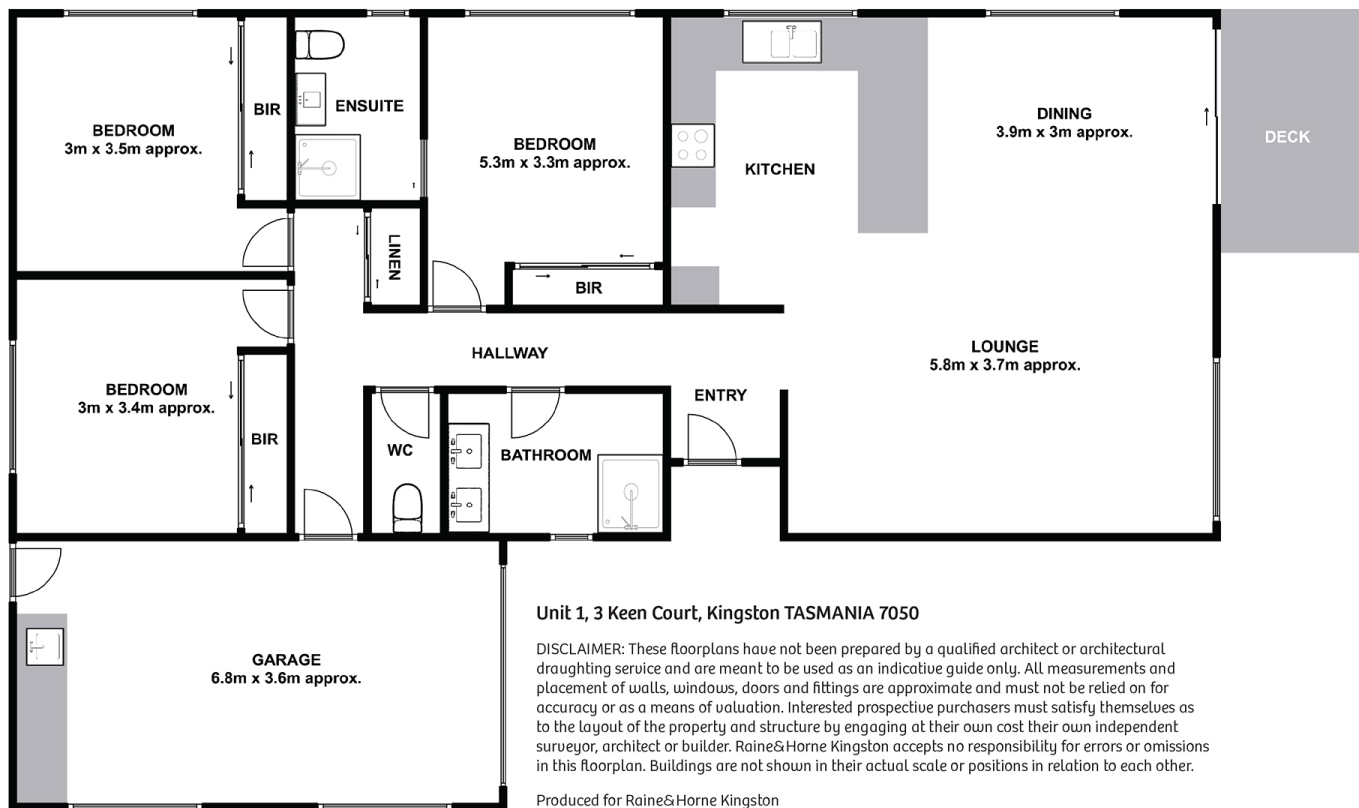 BEDROOM
3m x 3.5m approx.
BIR
ENSUITE
LINEN
BEDROOM
5.3m x 3.3m approx.
BIR
KITCHEN
DINING
3.9m x 3m approx.
DECK
BEDROOM
3m x 3.4m approx.
BIR
HALLWAY
WC
BATHROOM
ENTRY
LOUNGE
5.8m x 3.7m approx.
GARAGE
6.8m x 3.6m approx.
Unit 1, 3 Keen Court, Kingston TASMANIA 7050
DISCLAIMER: These floorplans have not been prepared by a qualified architect or architectural
draughting service and are meant to be used as an indicative guide only. All measurements and
placement of walls, windows, doors and fittings are approximate and must not be relied on for
accuracy or as a means of valuation. Interested prospective purchasers must satisfy themselves as
to the layout of the property and structure by engaging at their own cost their own independent
surveyor, architect or builder. Raine&Horne Kingston accepts no responsibility for errors or omissions
in this floorplan. Buildings are not shown in their actual scale or positions in relation to each other.
Produced for Raine&Horne Kingston